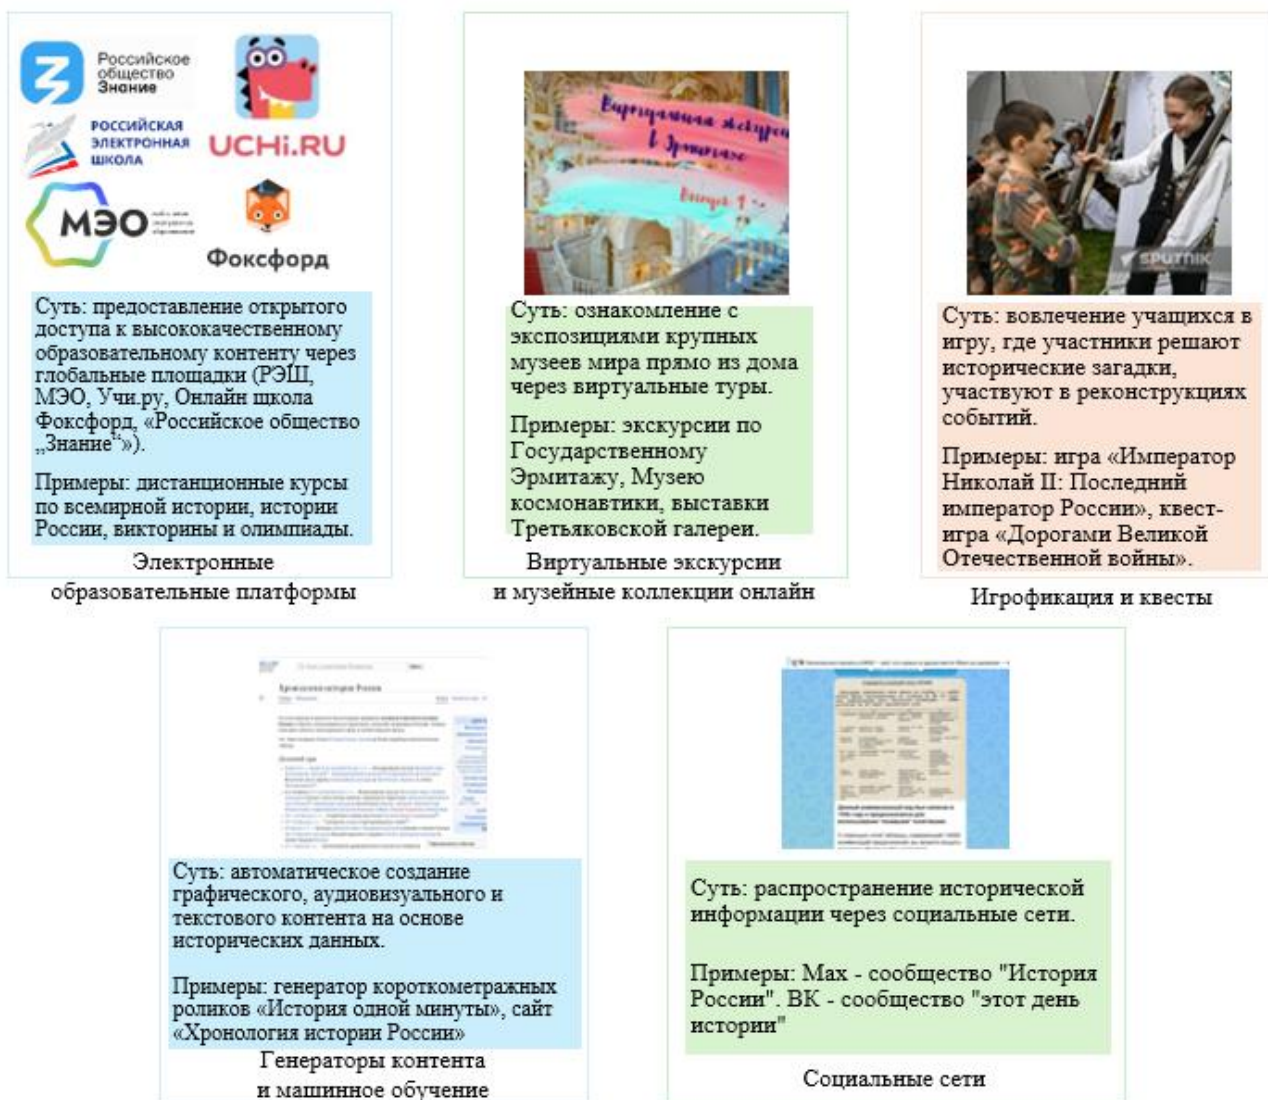 Российское
общество
Знание
РОССИЙСКАЯ
ЭЛЕКТРОННАЯ
ШКОЛА
UCHi.RU
МЭО
Фоксфорд
Суть: предоставление открытого
доступа к высококачественному
образовательному контенту через
глобальные площадки (РЭШ,
МЭО, Учи.ру, Онлайн щкола
Фоксфорд, «Российское общество
„Знание“»).
Примеры: дистанционные курсы
по всемирной истории, истории
России, викторины и олимпиады.
Электронные
образовательные платформы
Виртуальная экскурсия
в Эрмитаже
Выпуск 1
Суть: ознакомление с
экспозициями крупных
музеев мира прямо из дома
через виртуальные туры.
Примеры: экскурсии по
Государственному
Эрмитажу, Музею
космонавтики, выставки
Третьяковской галереи.
Виртуальные экскурсии
и музейные коллекции онлайн
SPUTNIK
Суть: вовлечение учащихся в
игру, где участники решают
исторические загадки,
участвуют в реконструкциях
событий.
Примеры: игра «Император
Николай II: Последний
император России», квест-
игра «Дорогами Великой
Отечественной войны».
Игрофикация и квесты
Хронология истории России
Суть: автоматическое создание
графического, аудиовизуального и
текстового контента на основе
исторических данных.
Примеры: генератор короткометражных
роликов «История одной минуты», сайт
«Хронология истории России»
Генераторы контента
и машинное обучение
Суть: распространение исторической
информации через социальные сети.
Примеры: Max - сообщество "История
России". ВК - сообщество "этот день
истории"
Социальные сети